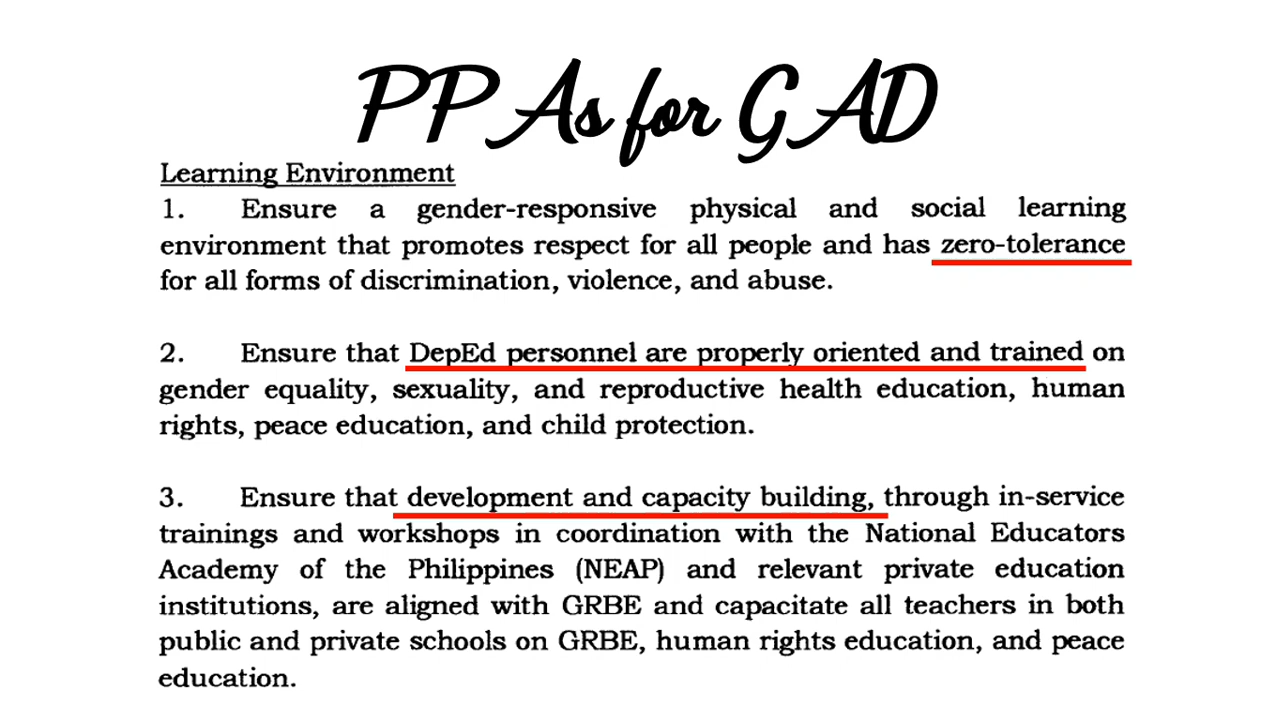 PPAs for GAD
Learning Environment
1. Ensure a gender-responsive physical and social learning
environment that promotes respect for all people and has zero-tolerance
for all forms of discrimination, violence, and abuse.
2. Ensure that DepEd personnel are properly oriented and trained on
gender equality, sexuality, and reproductive health education, human
rights, peace education, and child protection.
3. Ensure that development and capacity building, through in-service
trainings and workshops in coordination with the National Educators
Academy of the Philippines (NEAP) and relevant private education
institutions, are aligned with GRBE and capacitate all teachers in both
public and private schools on GRBE, human rights education, and peace
education.